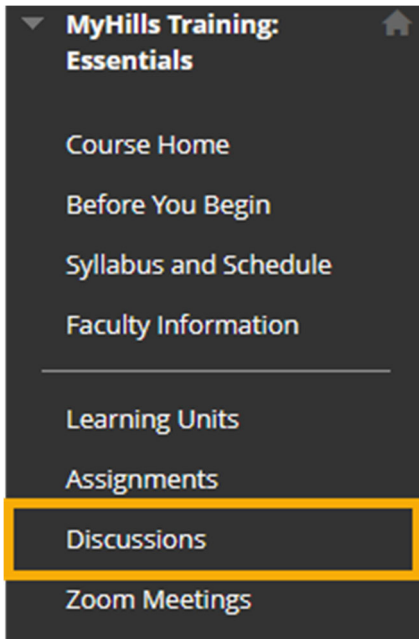 MyHills Training:
Essentials
Course Home
Before You Begin
Syllabus and Schedule
Faculty Information
Learning Units
Assignments
Discussions
Zoom Meetings